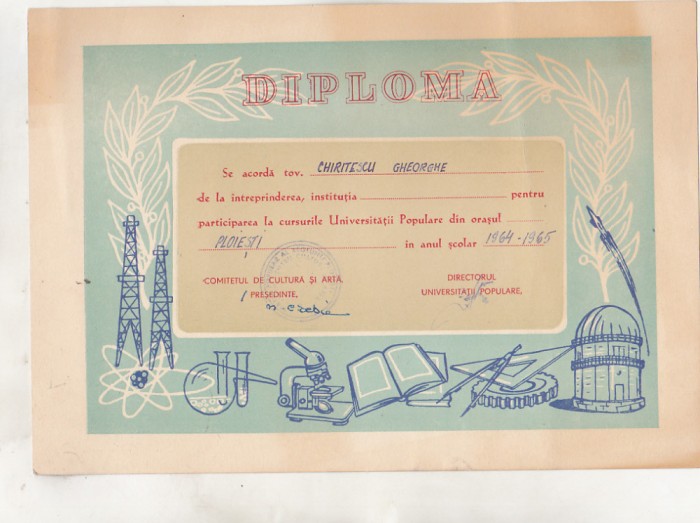 DIPLOMA
Se acordă tov. CHIRITESCU GHEORGHE
de la întreprinderea, instituția pentru
participarea la cursurile Universității Populare din orașul
PLOIEȘTI în anul școlar 1964-1965
COMITETUL DE CULTURĂ ȘI ARTĂ
PREȘEDINTE,
DIRECTORUL
UNIVERSITĂȚII POPULARE,